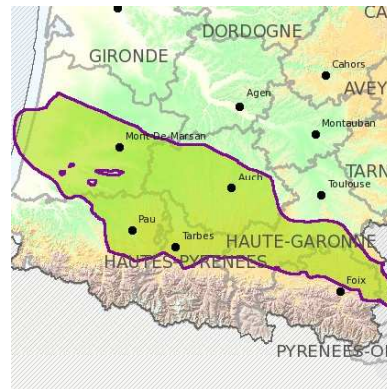 CA
DORDOGNE
GIRONDE
Cahors
AVEY
Agen
Montauban
Mont-De-Marsan
TARN
Auch
Toulouse
Pau
HAUTE-GARONNE
Tarbes
HAUTES-PYRENEES
Foix
PYRENEES-O